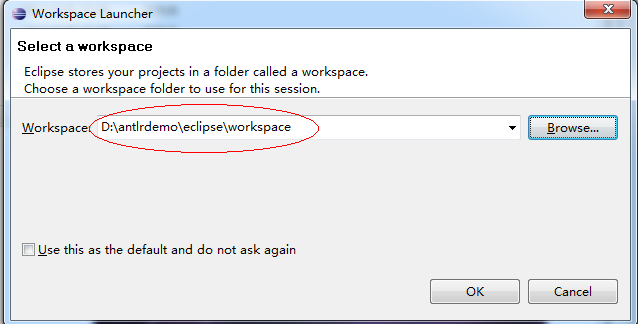 Workspace Launcher
Select a workspace
Eclipse stores your projects in a folder called a workspace.
Choose a workspace folder to use for this session.
Workspace: D:\antlrdemo\eclipse\workspace Browse...
Use this as the default and do not ask again
OK Cancel